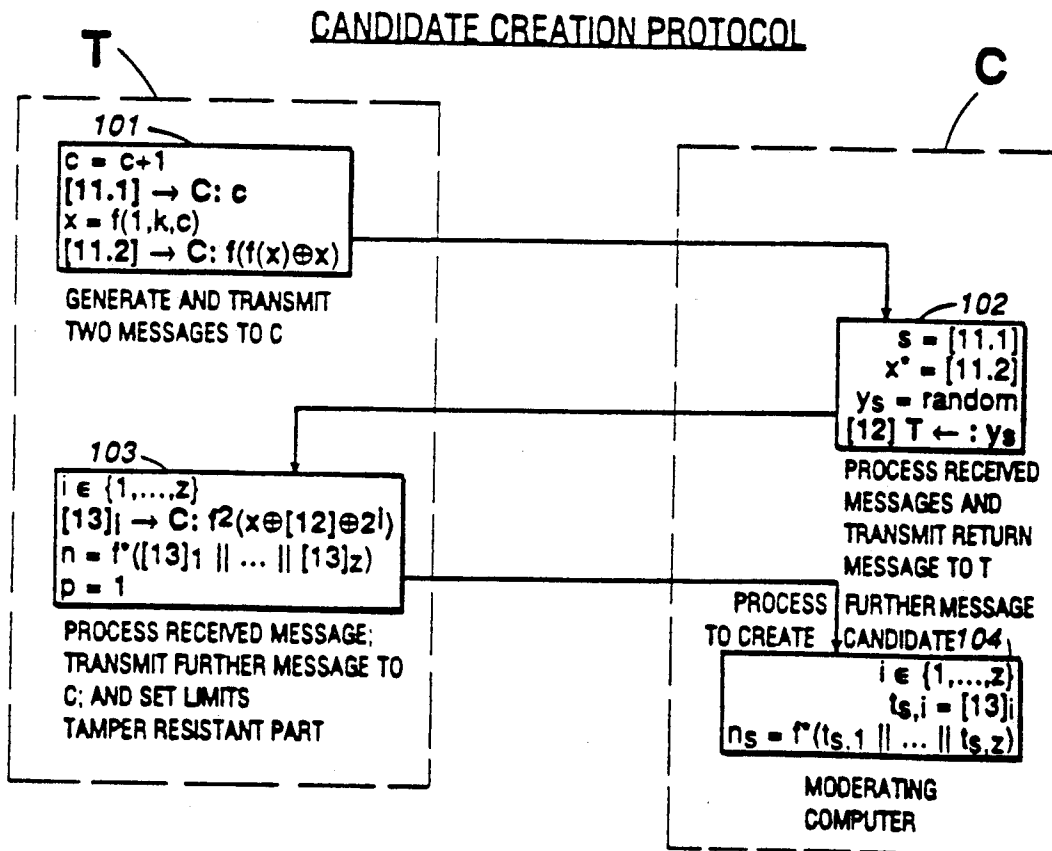 CANDIDATE CREATION PROTOCOL
T
C
101
c = c+1
[11.1] → C: c
x = f(1,k,c)
[11.2] → C: f(f(x)⊕x)
GENERATE AND TRANSMIT
TWO MESSAGES TO C
102
s = [11.1]
x* = [11.2]
ys = random
[12] T ← : ys
PROCESS RECEIVED
MESSAGES AND
TRANSMIT RETURN
MESSAGE TO T
103
i ∈ {1,...,z}
[13]i → C: f2(x⊕[12]⊕2i)
n = f*([13]1 || ... || [13]z)
p = 1
PROCESS RECEIVED MESSAGE;
TRANSMIT FURTHER MESSAGE TO
C; AND SET LIMITS
TAMPER RESISTANT PART
PROCESS FURTHER MESSAGE
TO CREATE CANDIDATE 104
i ∈ {1,...,z}
ts,i = [13]i
ns = f*(ts.1 || ... || ts,z)
MODERATING
COMPUTER